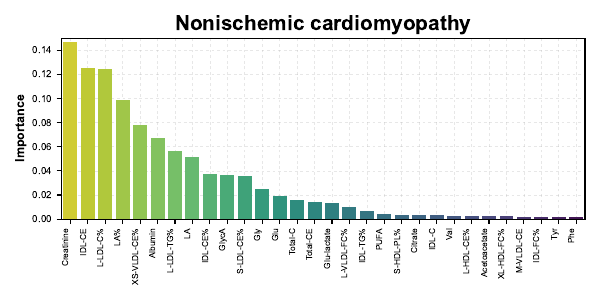 Nonischemic cardiomyopathy
Importance
0.14
0.12
0.10
0.08
0.06
0.04
0.02
0.00
Creatinine
IDL-CE
L-LDL-C%
LA%
XS-VLDL-CE%
Albumin
L-LDL-TG%
LA
IDL-CE%
GlycA
S-LDL-CE%
Gly
Glu
Total-C
Total-CE
Glu-lactate
L-VLDL-FC%
IDL-TG%
PUFA
S-HDL-PL%
Citrate
IDL-C
Val
L-HDL-CE%
Acetoacetate
XL-HDL-FC%
M-VLDL-CE
IDL-FC%
Tyr
Phe